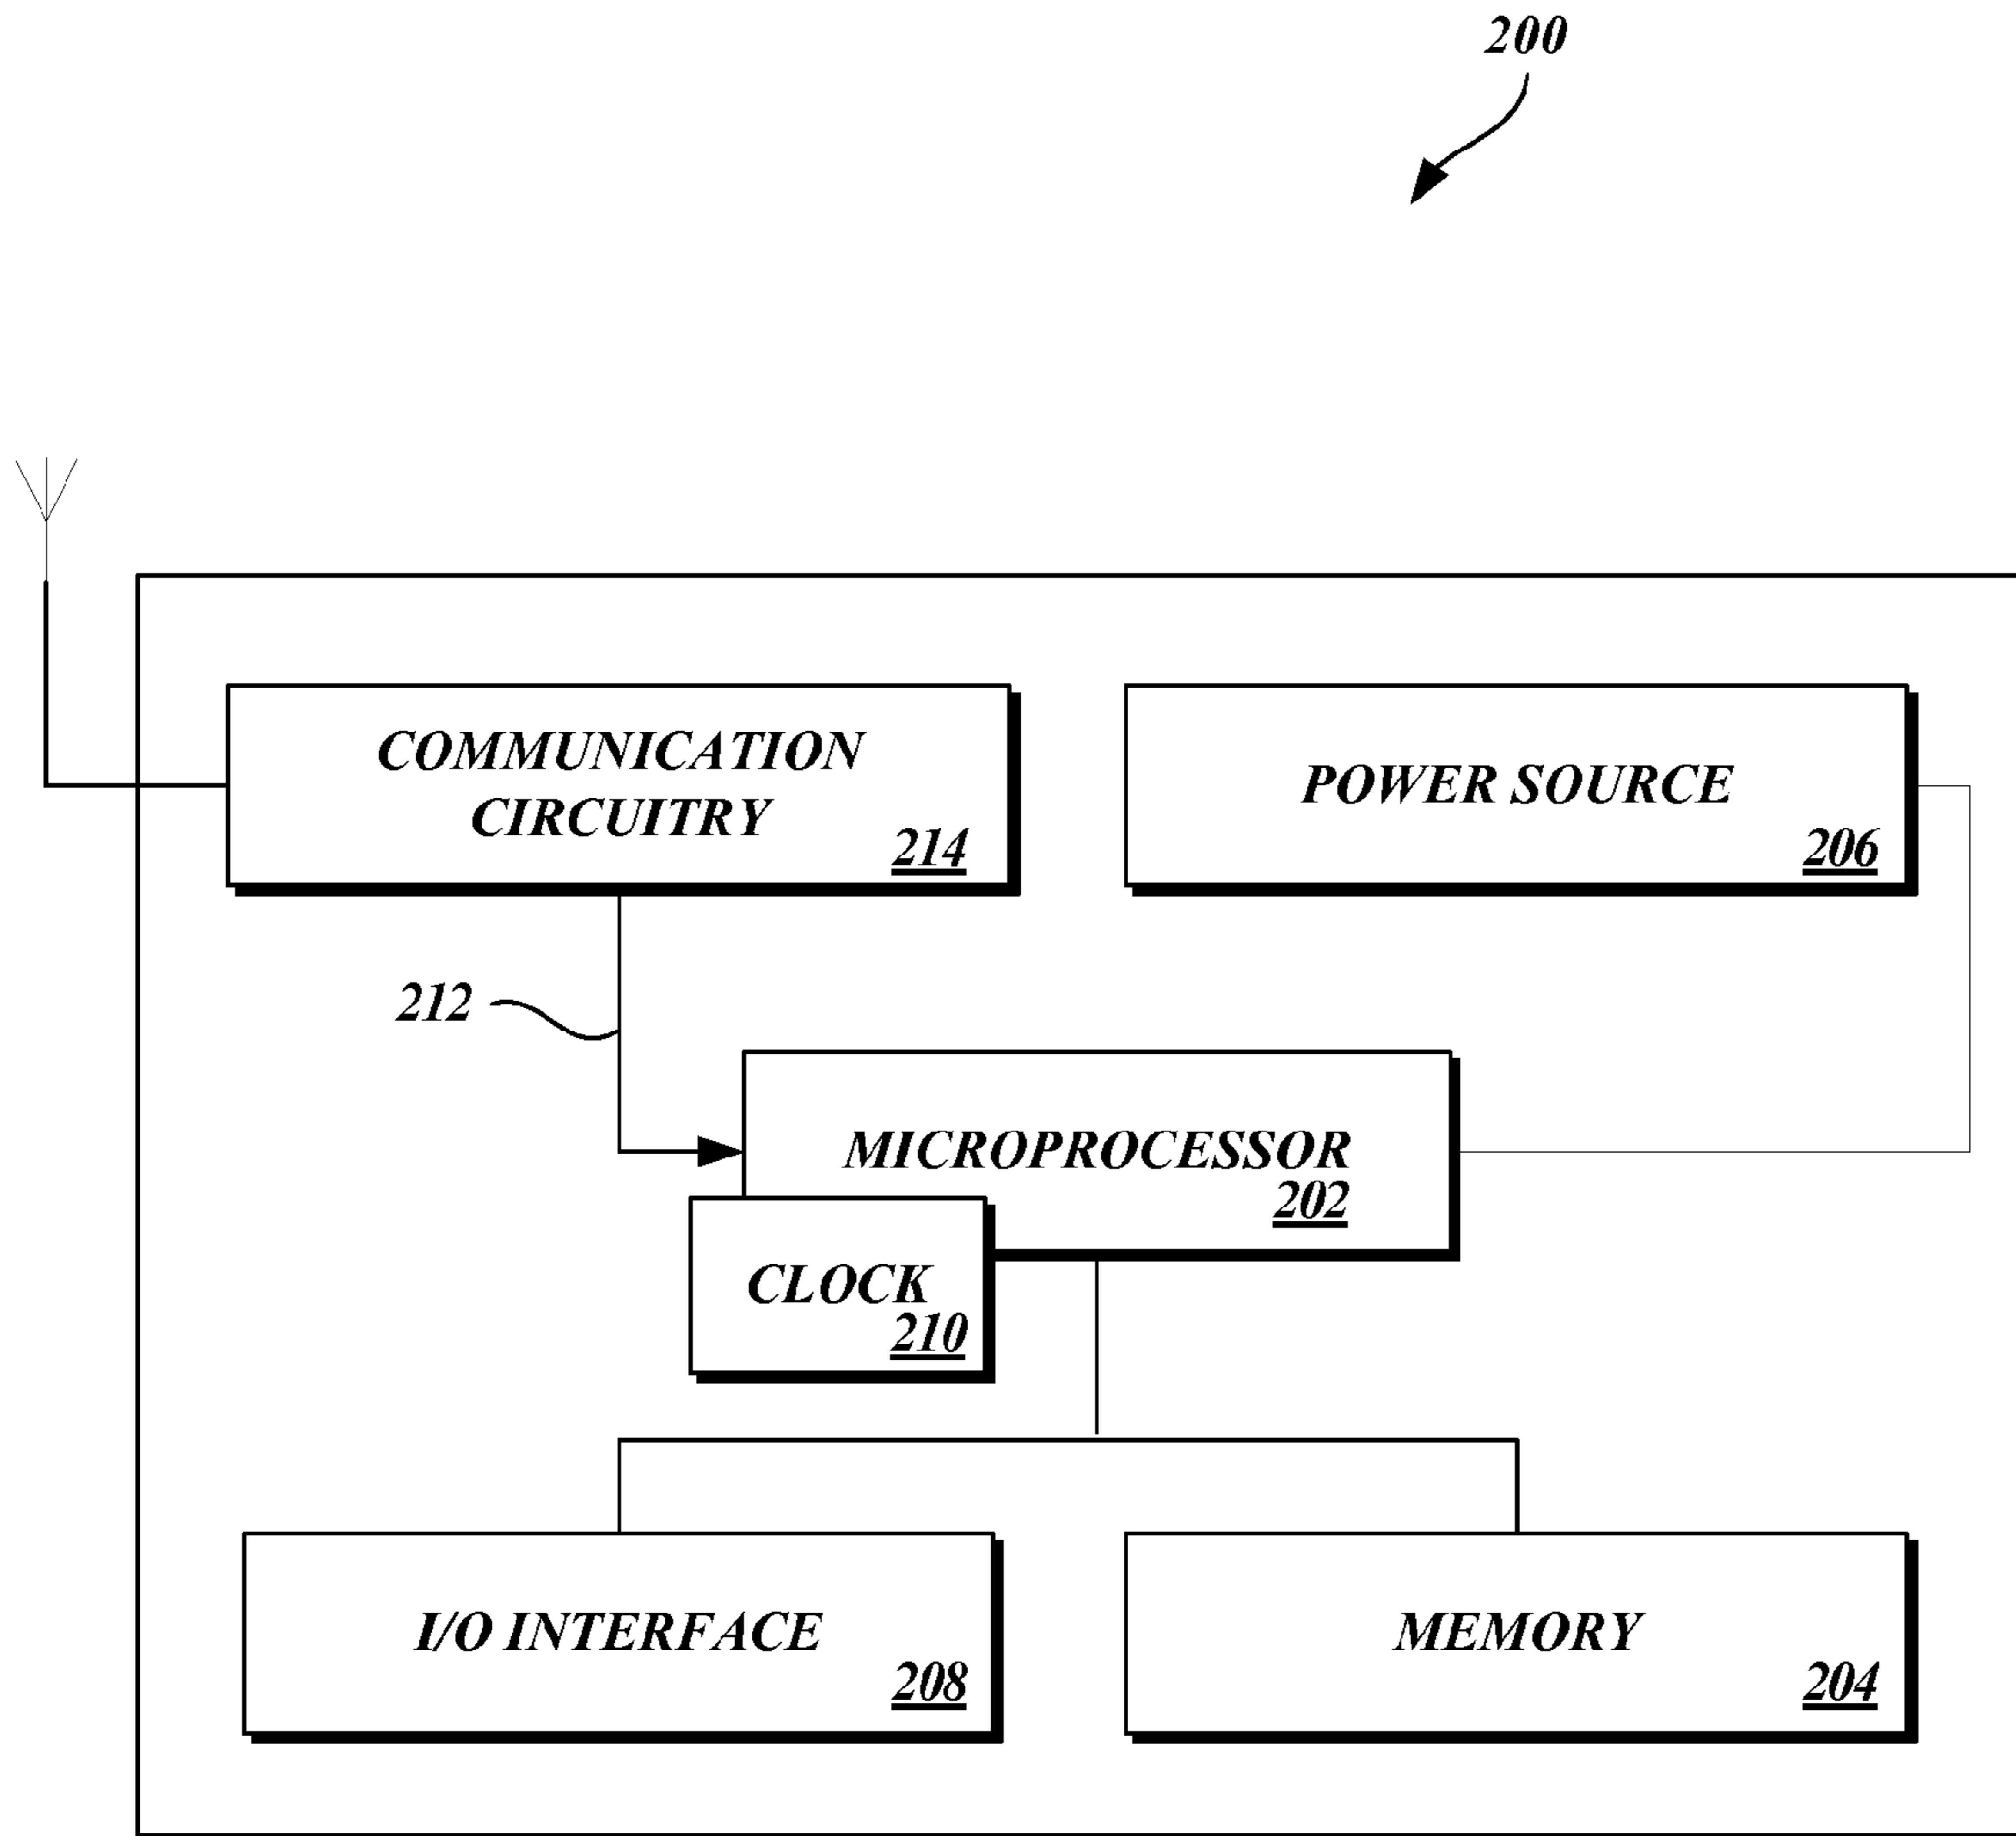 200
COMMUNICATION
CIRCUITRY
214
POWER SOURCE
206
212
MICROPROCESSOR
202
CLOCK
210
I/O INTERFACE
208
MEMORY
204